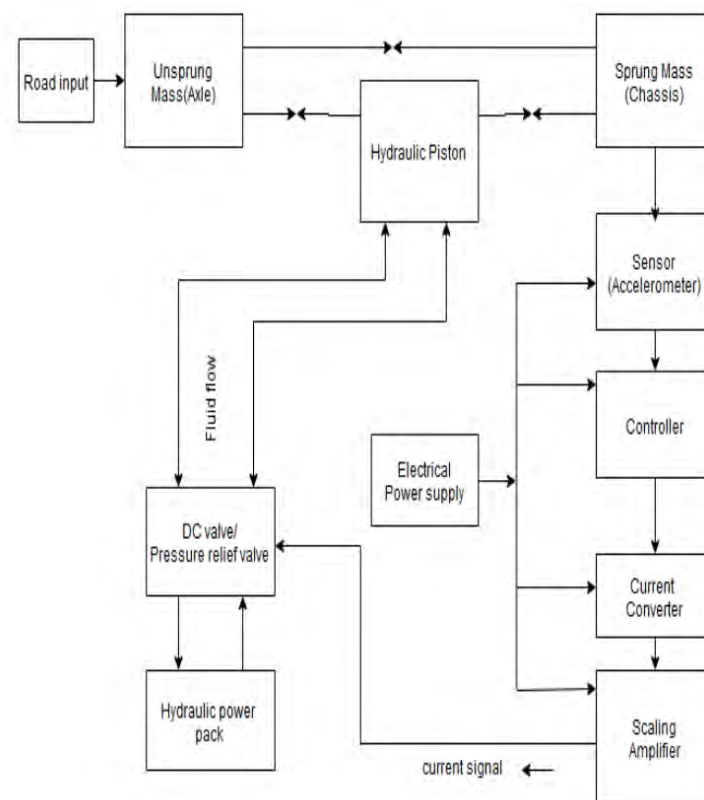 Road input
Unsprung
Mass(Axle)
Sprung Mass
(Chassis)
Hydraulic Piston
Sensor
(Accelerometer)
Fluid flow
Controller
Electrical
Power supply
DC valve/
Pressure relief valve
Current
Converter
Hydraulic power
pack
Scaling
Amplifier
current signal